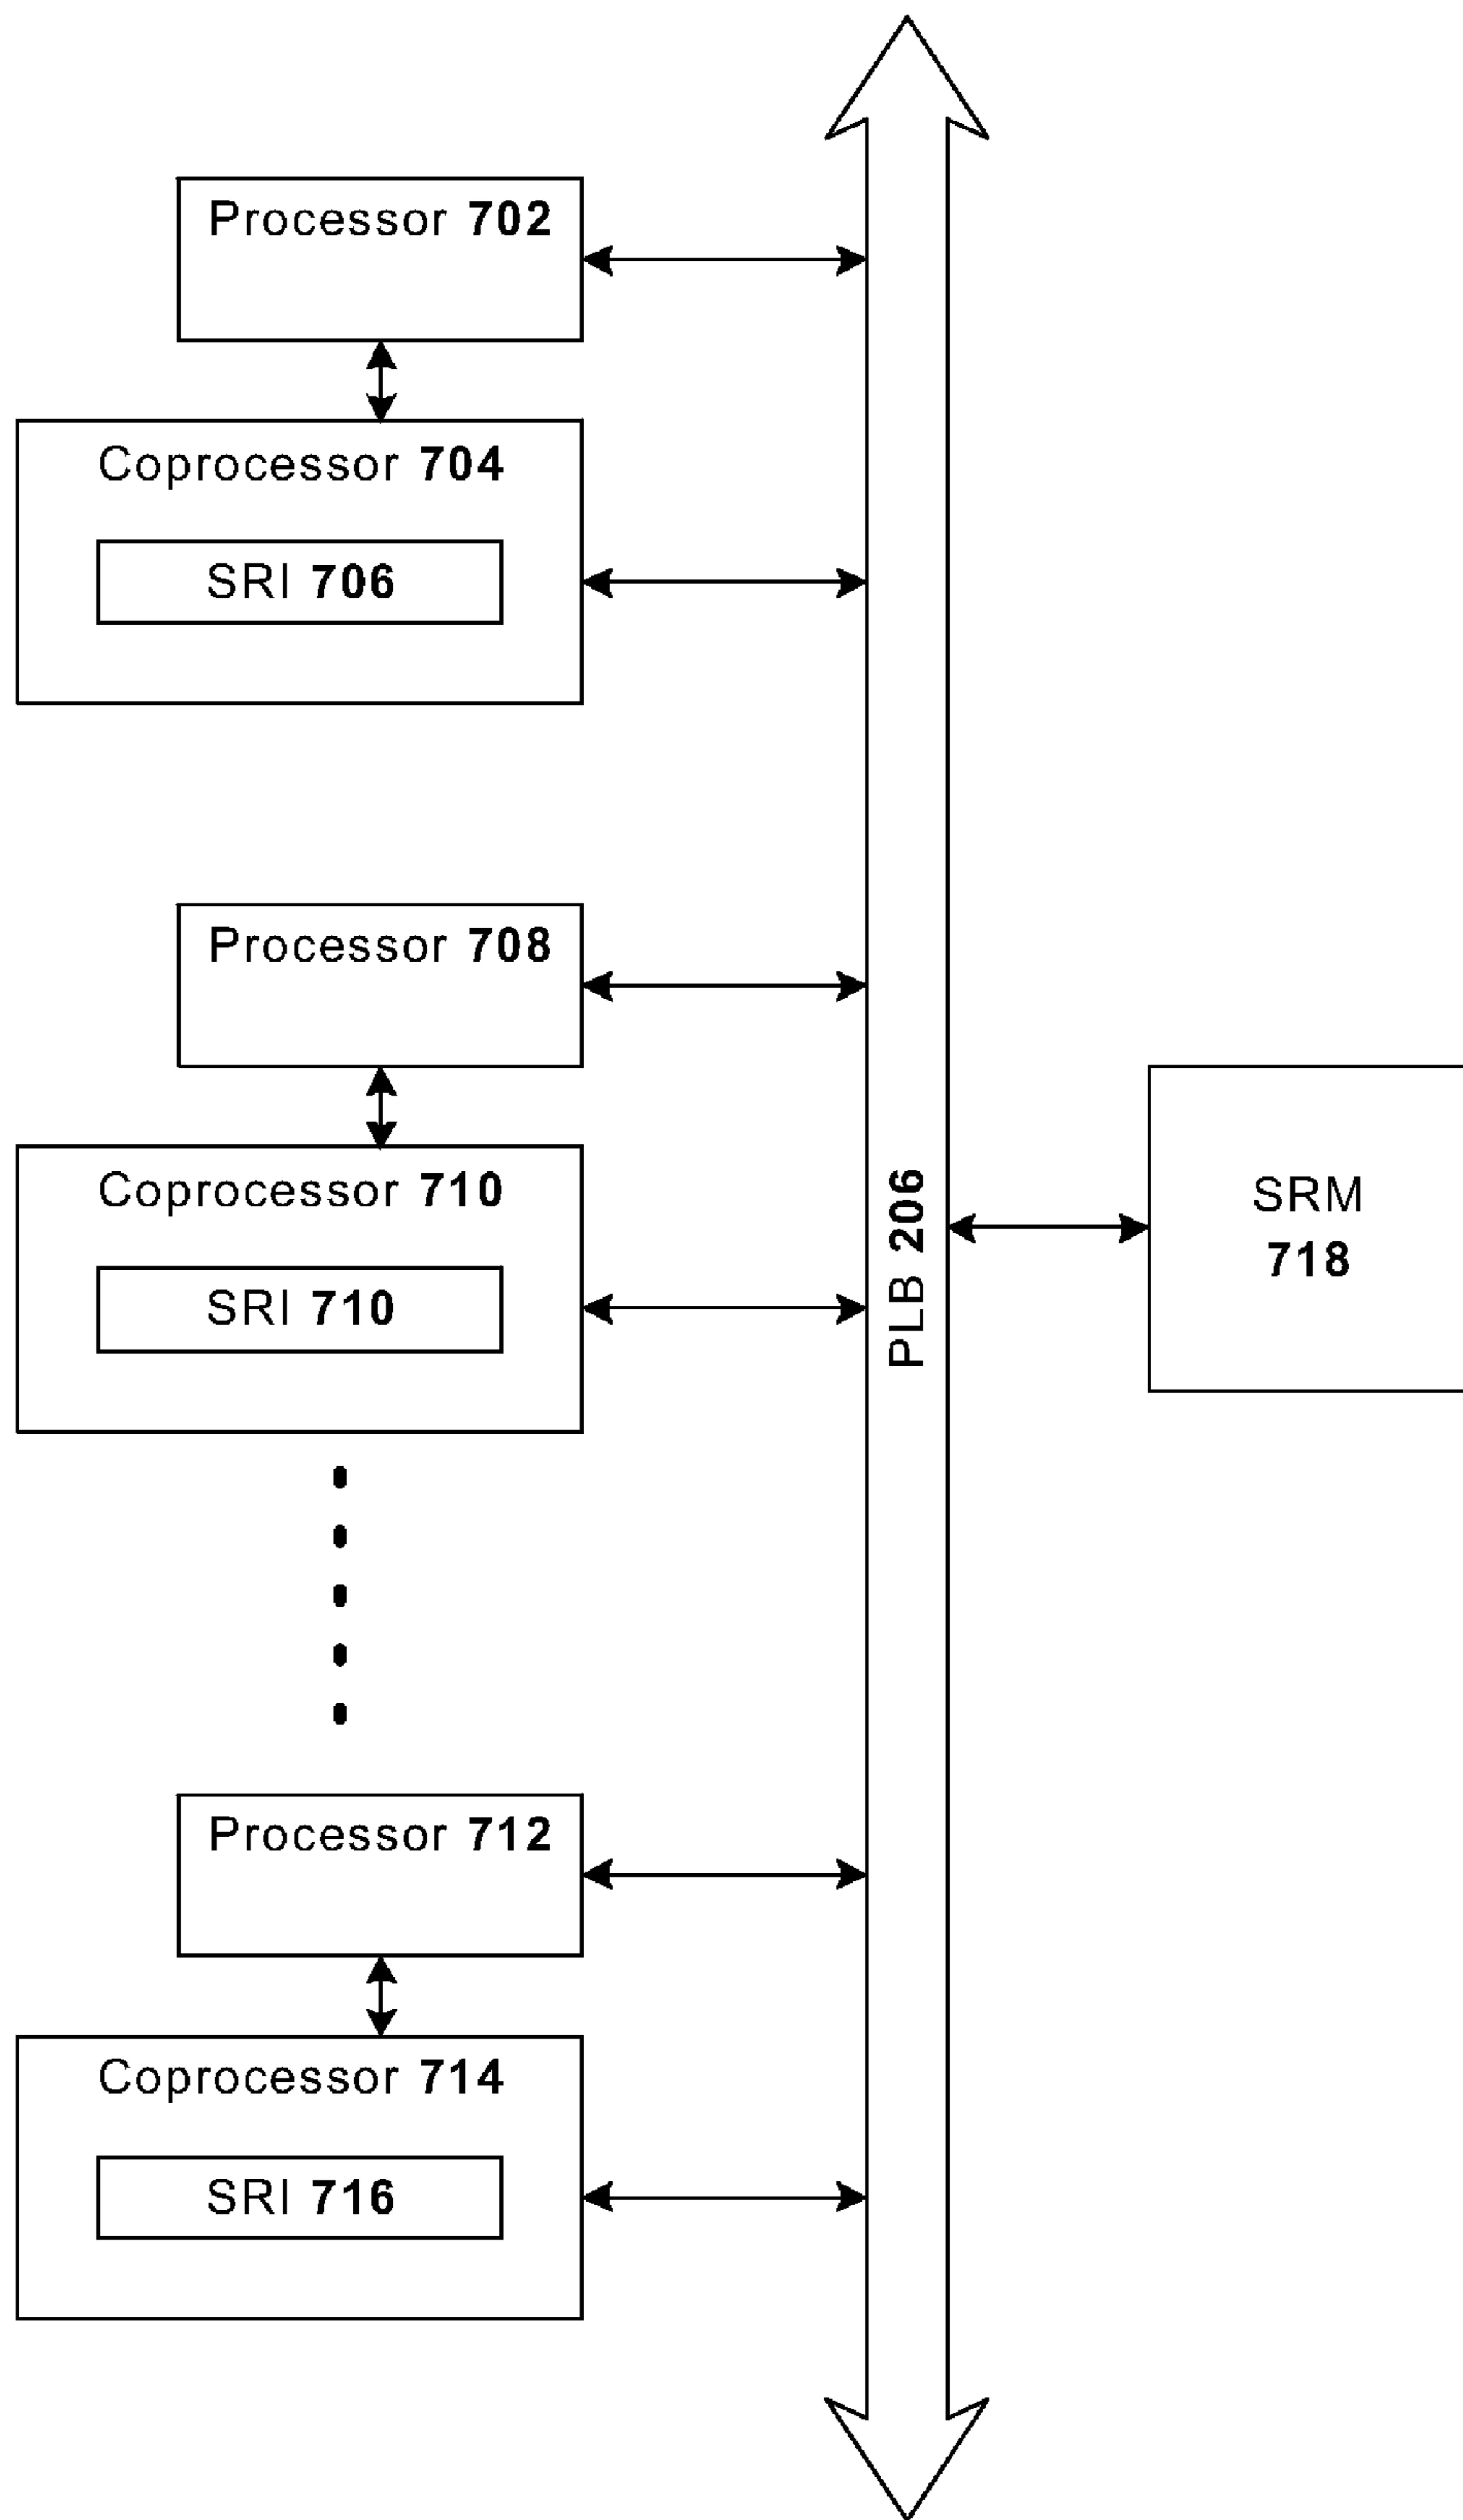 Processor 702
Coprocessor 704
SRI 706
Processor 708
Coprocessor 710
SRI 710
Processor 712
Coprocessor 714
SRI 716
PLB 206
SRM
718